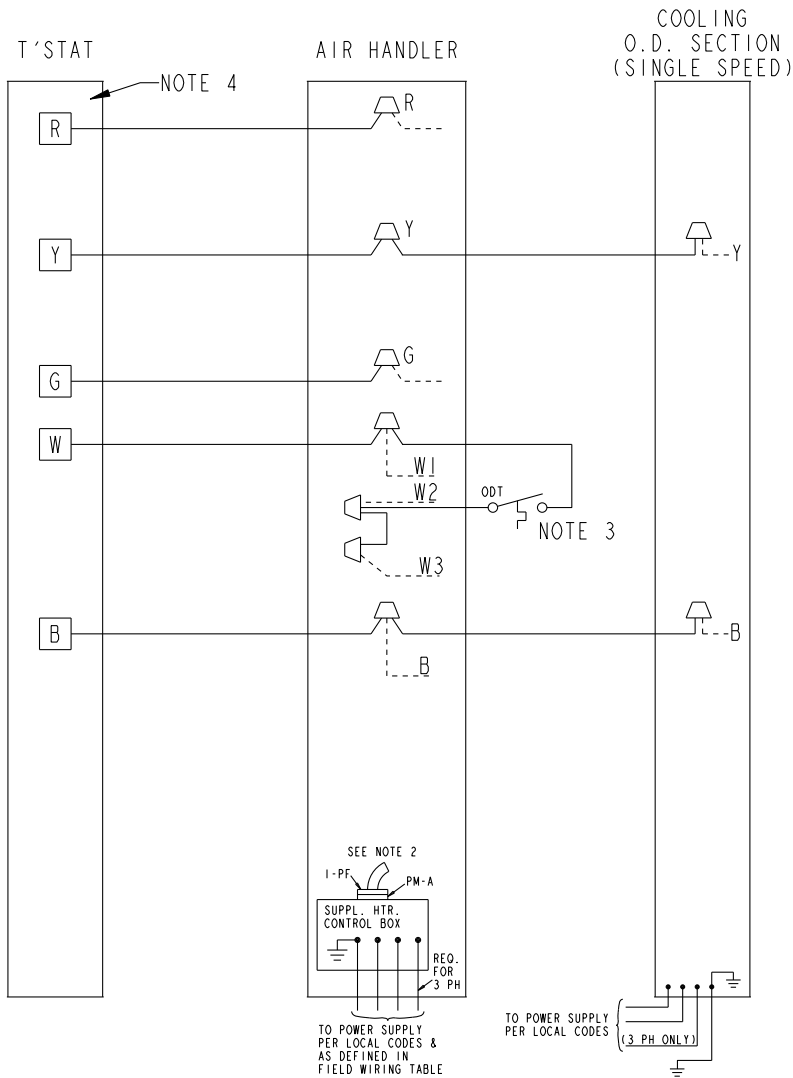 COOLING
O.D. SECTION
(SINGLE SPEED)
T'STAT
AIR HANDLER
NOTE 4
R
R
Y
Y
Y
G
G
W
W1
W2
ODT
NOTE 3
W3
B
B
B
SEE NOTE 2
1-PF
PM-A
SUPPL. HTR.
CONTROL BOX
REQ.
FOR
3 PH
TO POWER SUPPLY
PER LOCAL CODES &
AS DEFINED IN
FIELD WIRING TABLE
TO POWER SUPPLY
PER LOCAL CODES
(3 PH ONLY)